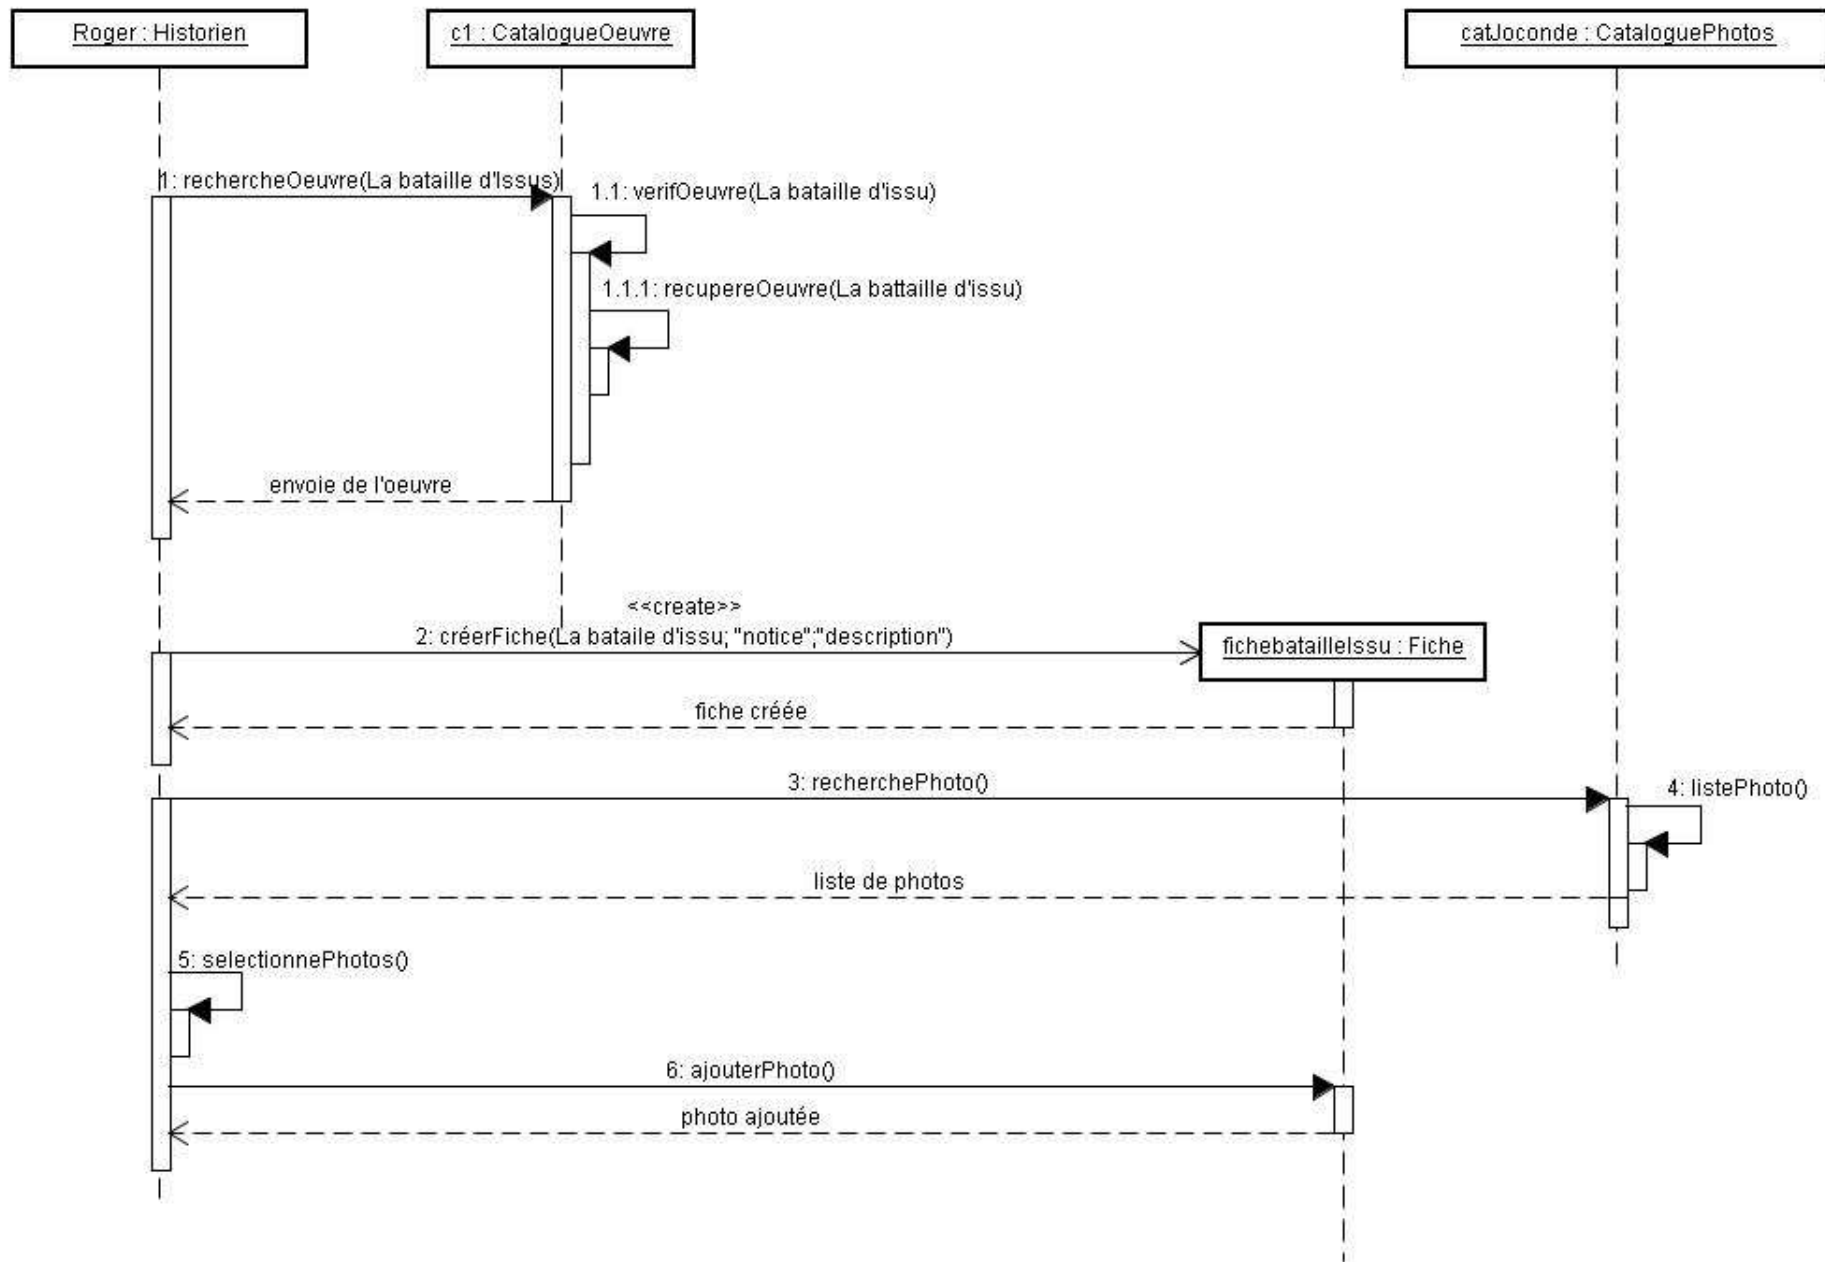 Roger : Historien
c1 : CatalogueOeuvre
catJoconde : CataloguePhotos
1: rechercheOeuvre(La bataille d'Issus)
1.1: verifOeuvre(La bataille d'issu)
1.1.1: recupereOeuvre(La battaille d'issu)
envoie de l'oeuvre
<<create>>
2: créerFiche(La bataile d'issu; "notice";"description")
fichebatailleIssu : Fiche
fiche créée
3: recherchePhoto()
4: listePhoto()
liste de photos
5: selectionnePhotos()
6: ajouterPhoto()
photo ajoutée